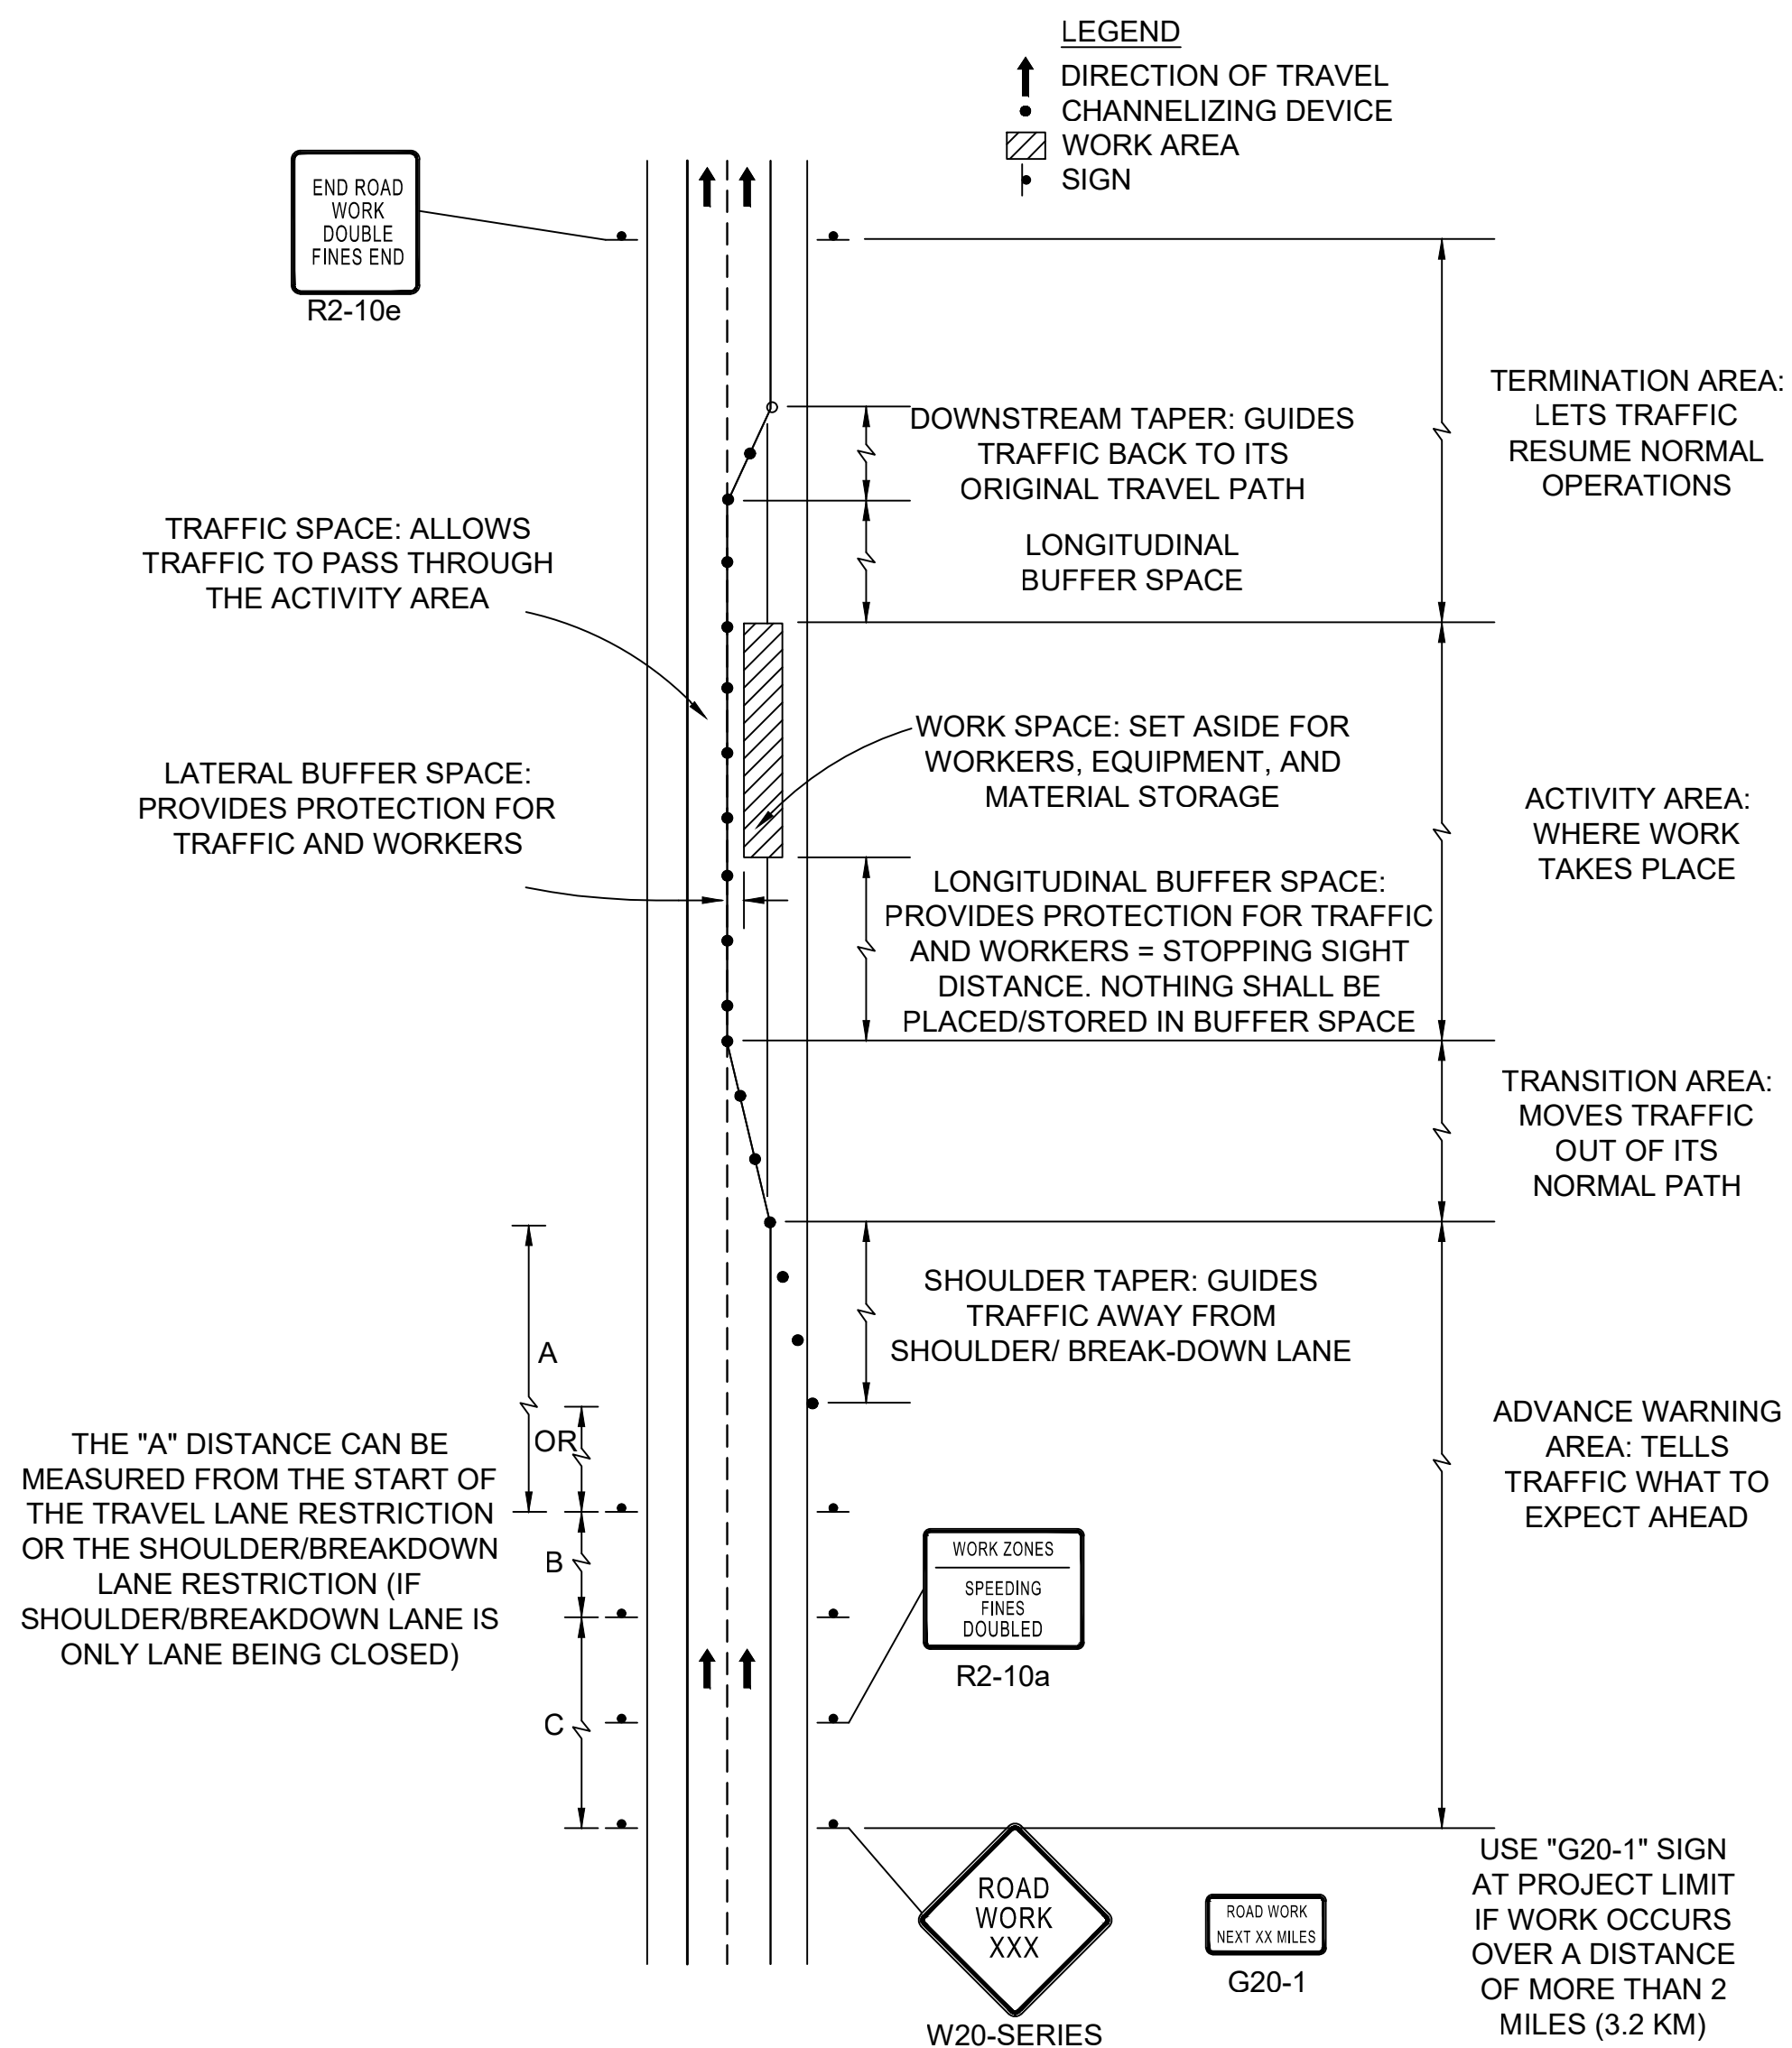 LEGEND
DIRECTION OF TRAVEL
CHANNELIZING DEVICE
WORK AREA
SIGN
END ROAD
WORK
DOUBLE
FINES END
R2-10e
TERMINATION AREA:
LETS TRAFFIC
RESUME NORMAL
OPERATIONS
DOWNSTREAM TAPER: GUIDES
TRAFFIC BACK TO ITS
ORIGINAL TRAVEL PATH
TRAFFIC SPACE: ALLOWS
TRAFFIC TO PASS THROUGH
THE ACTIVITY AREA
LONGITUDINAL
BUFFER SPACE
WORK SPACE: SET ASIDE FOR
WORKERS, EQUIPMENT, AND
MATERIAL STORAGE
LATERAL BUFFER SPACE:
PROVIDES PROTECTION FOR
TRAFFIC AND WORKERS
ACTIVITY AREA:
WHERE WORK
TAKES PLACE
LONGITUDINAL BUFFER SPACE:
PROVIDES PROTECTION FOR TRAFFIC
AND WORKERS = STOPPING SIGHT
DISTANCE. NOTHING SHALL BE
PLACED/STORED IN BUFFER SPACE
TRANSITION AREA:
MOVES TRAFFIC
OUT OF ITS
NORMAL PATH
SHOULDER TAPER: GUIDES
TRAFFIC AWAY FROM
SHOULDER/ BREAK-DOWN LANE
A
OR
B
C
THE "A" DISTANCE CAN BE
MEASURED FROM THE START OF
THE TRAVEL LANE RESTRICTION
OR THE SHOULDER/BREAKDOWN
LANE RESTRICTION (IF
SHOULDER/BREAKDOWN LANE IS
ONLY LANE BEING CLOSED)
ADVANCE WARNING
AREA: TELLS
TRAFFIC WHAT TO
EXPECT AHEAD
WORK ZONES
SPEEDING
FINES
DOUBLED
R2-10a
ROAD
WORK
XXX
W20-SERIES
ROAD WORK
NEXT XX MILES
G20-1
USE "G20-1" SIGN
AT PROJECT LIMIT
IF WORK OCCURS
OVER A DISTANCE
OF MORE THAN 2
MILES (3.2 KM)